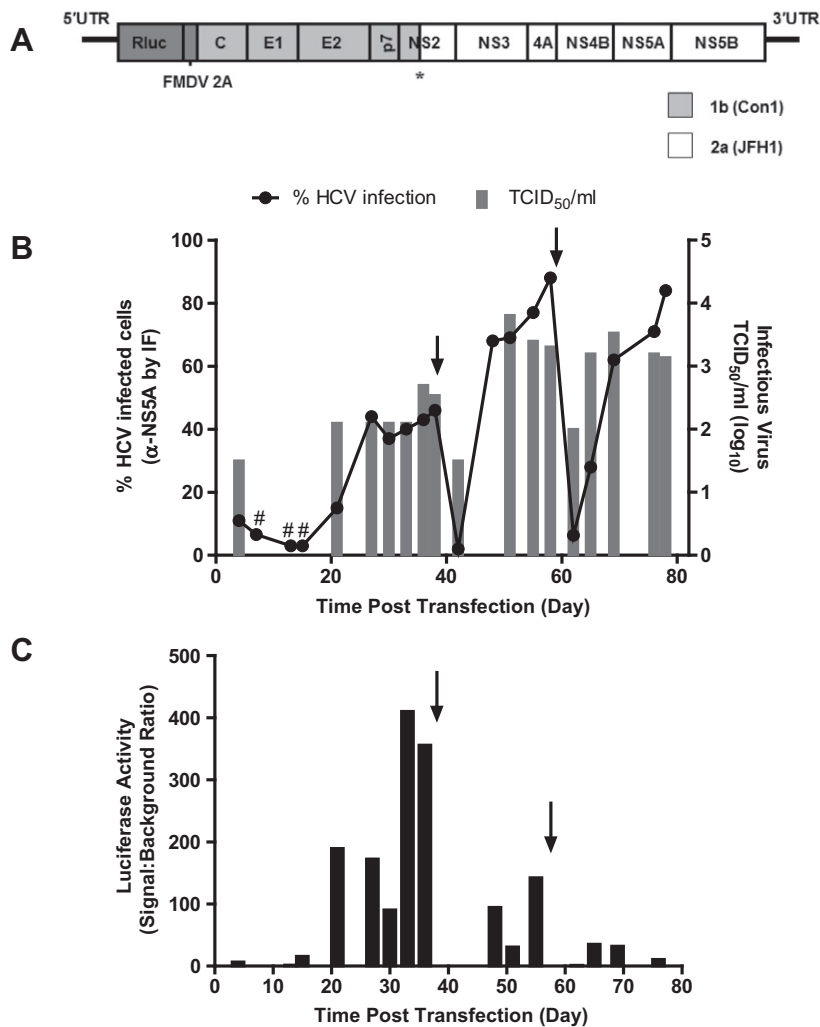 A
5′UTR
3′UTR
Rluc C E1 E2 p7 NS2 NS3 4A NS4B NS5A NS5B
FMDV 2A
*
1b (Con1)
2a (JFH1)
% HCV infection
TCID50/ml
B
% HCV infected cells
(α-NS5A by IF)
100
80
60
40
20
0
# # #
5
4
3
2
1
0
Infectious Virus
TCID50/ml (log10)
0 20 40 60 80
Time Post Transfection (Day)
C
Luciferase Activity
(Signal:Background Ratio)
500
400
300
200
100
0
0 10 20 30 40 50 60 70 80
Time Post Transfection (Day)